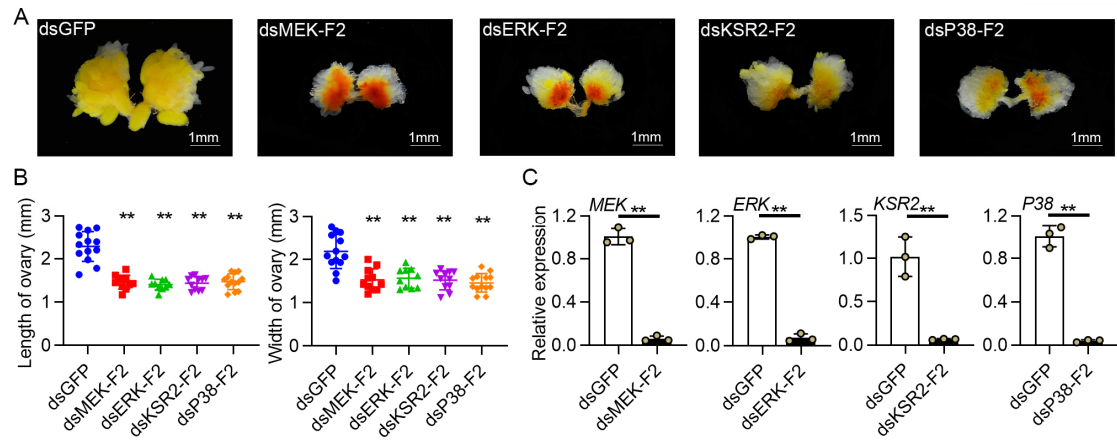 A
dsGFP
dsMEK-F2
dsERK-F2
dsKSR2-F2
dsP38-F2
1mm
1mm
1mm
1mm
1mm
B
Length of ovary (mm)
3
2
1
0
**
**
**
**
dsGFP
dsMEK-F2
dsERK-F2
dsKSR2-F2
dsP38-F2
Width of ovary (mm)
3
2
1
0
**
**
**
**
dsGFP
dsMEK-F2
dsERK-F2
dsKSR2-F2
dsP38-F2
C
Relative expression
MEK
**
1.2
0.8
0.4
0.0
dsGFP
dsMEK-F2
ERK
**
1.2
0.8
0.4
0.0
dsGFP
dsERK-F2
KSR2
**
1.5
1.0
0.5
0.0
dsGFP
dsKSR2-F2
P38
**
1.2
0.8
0.4
0.0
dsGFP
dsP38-F2